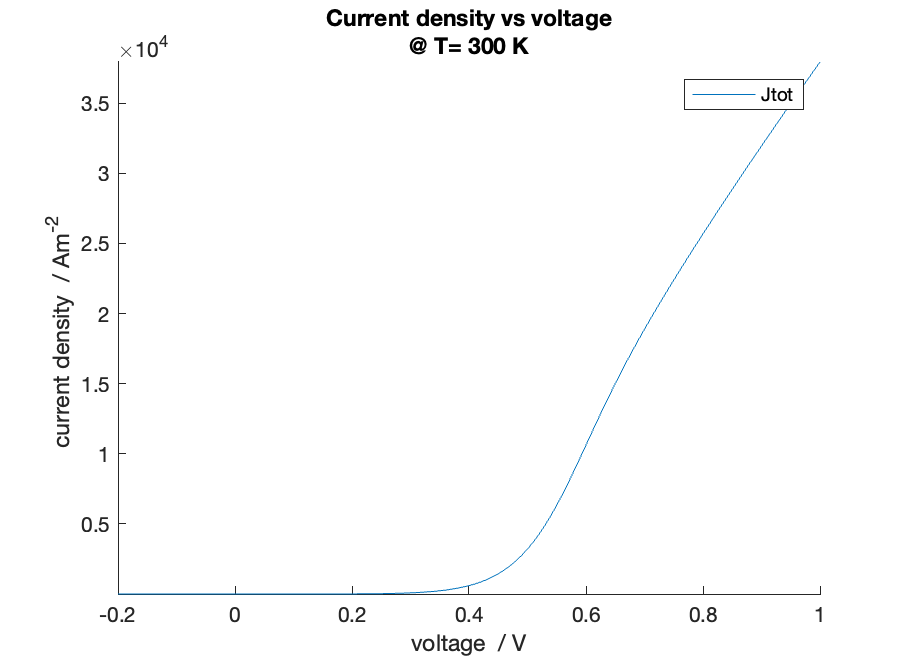 Current density vs voltage
@ T= 300 K
×10^4
Jtot
3.5
3
2.5
2
1.5
1
0.5
current density / Am^-2
-0.2 0 0.2 0.4 0.6 0.8 1
voltage / V